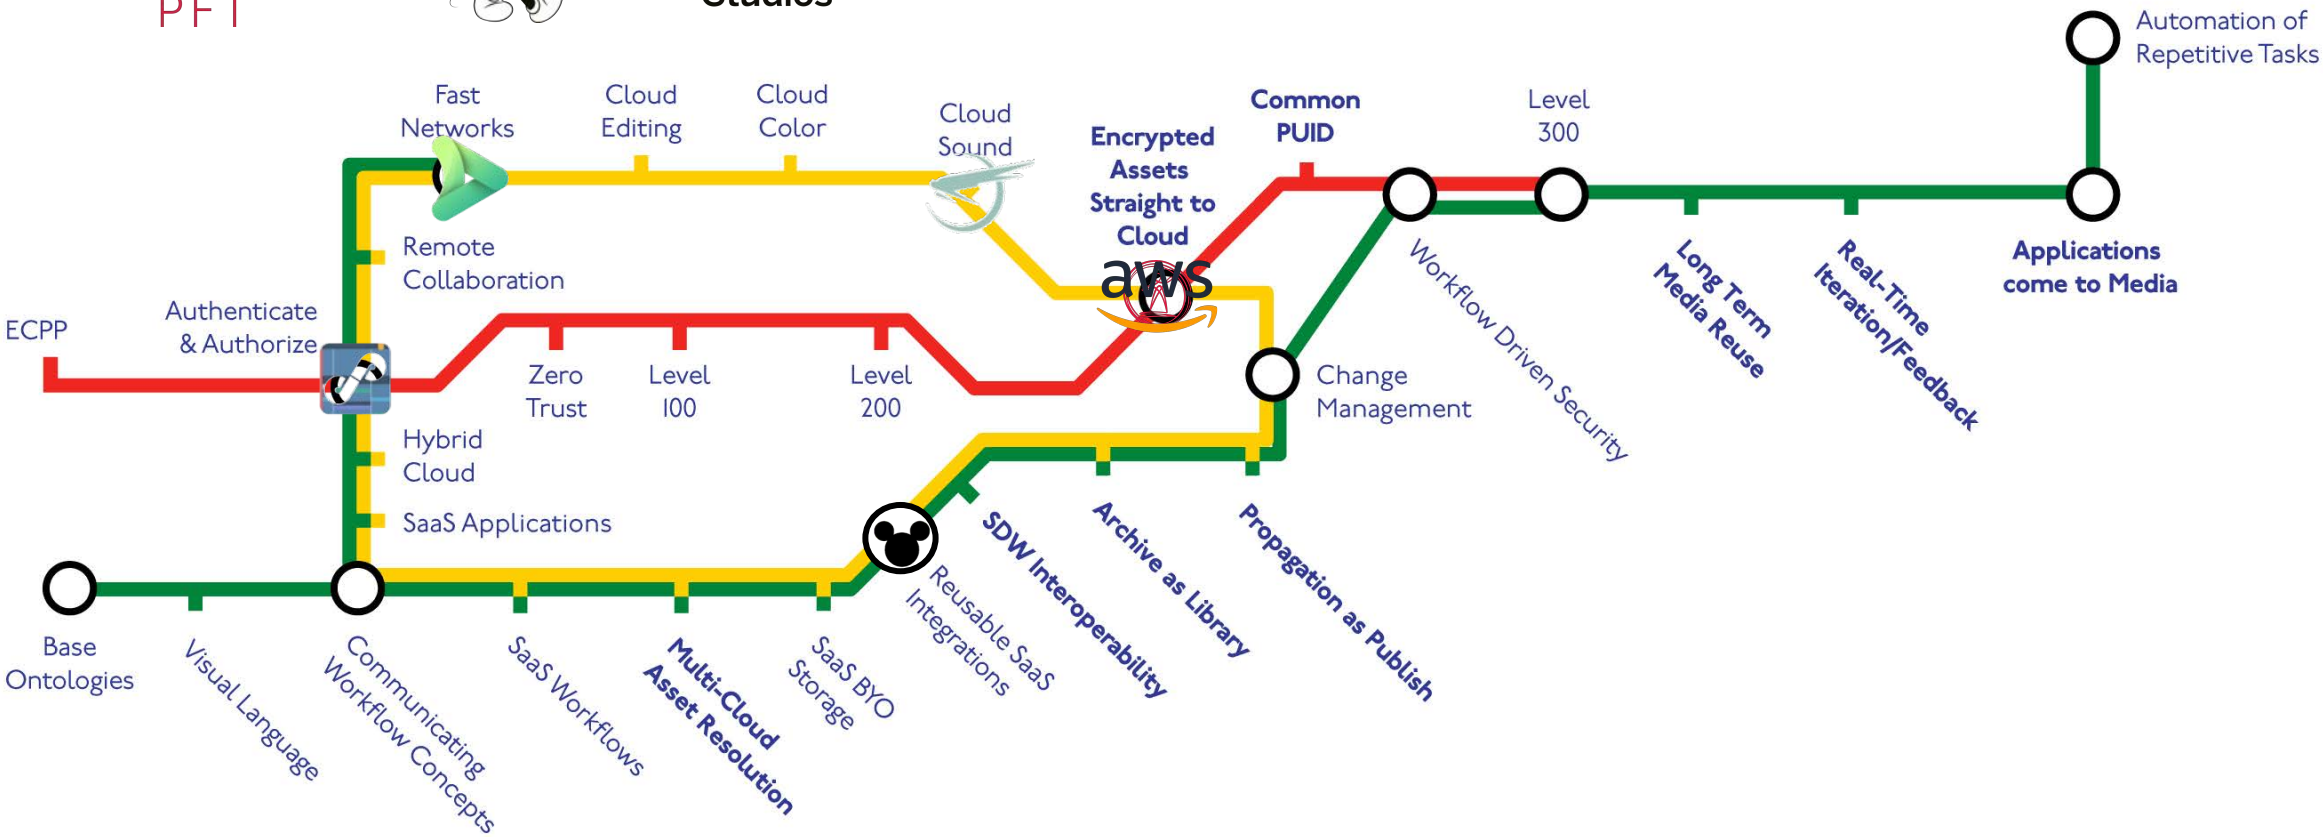 PFT
Studios
Automation of
Repetitive Tasks
Fast
Networks
Cloud
Editing
Cloud
Color
Cloud
Sound
Encrypted
Assets
Straight to
Cloud
Common
PUID
Level
300
aws
Remote
Collaboration
Authenticate
& Authorize
ECPP
Zero
Trust
Level
100
Level
200
Change
Management
Workflow Driven Security
Long Term
Media Reuse
Real-Time
Iteration/Feedback
Applications
come to Media
Hybrid
Cloud
SaaS Applications
Base
Ontologies
Visual Language
Communicating
Workflow Concepts
SaaS Workflows
Multi-Cloud
Asset Resolution
SaaS BYO
Storage
Reusable SaaS
Integrations
SDW Interoperability
Archive as Library
Propagation as Publish